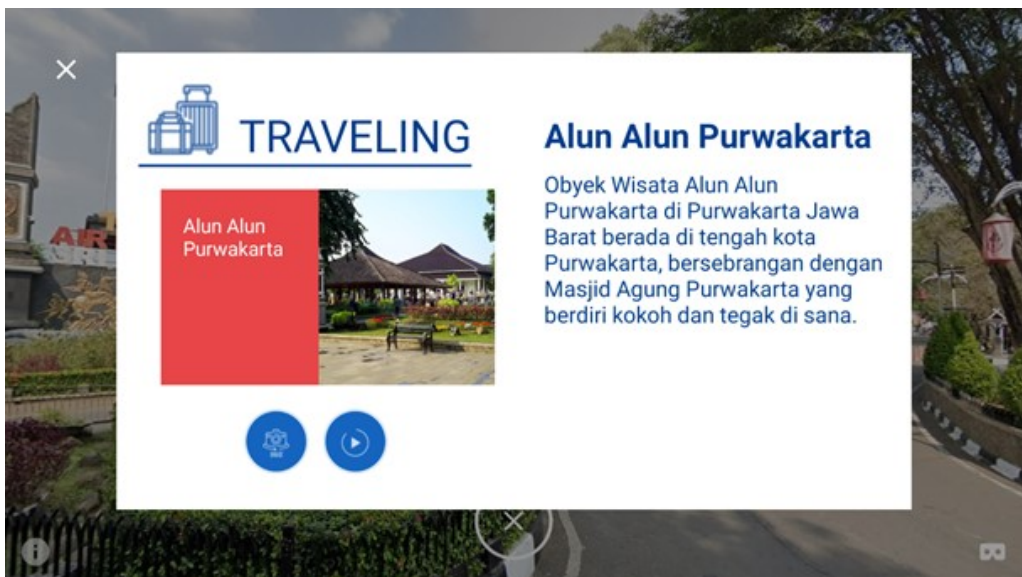 TRAVELING
Alun Alun
Purwakarta
Alun Alun Purwakarta
Obyek Wisata Alun Alun
Purwakarta di Purwakarta Jawa
Barat berada di tengah kota
Purwakarta, bersebrangan dengan
Masjid Agung Purwakarta yang
berdiri kokoh dan tegak di sana.